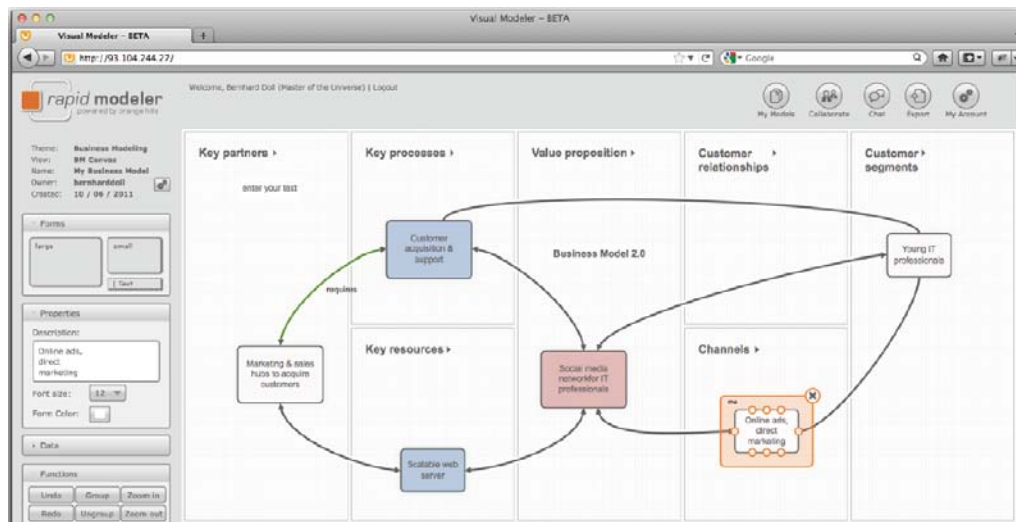 Visual Modeler – BETA
Visual Modeler – BETA
http://93.104.244.27/
Google
rapid modeler
powered by orange hills
Welcome, Bernhard Doll (Master of the Universe) | Logout
My Models
Collaborate
Chat
Export
My Account
Theme: Business Modeling
View: BM Canvas
Name: My Business Model
Owner: bernharddoll
Created: 10 / 06 / 2011
Forms
large
small
Text
Properties
Description:
Online ads,
direct
marketing
Font size: 12
Form Color:
Data
Functions
Undo
Group
Zoom in
Redo
Ungroup
Zoom out
Key partners
enter your text
Key processes
Customer
acquisition &
support
requires
Marketing & sales
hubs to acquire
customers
Key resources
Scalable web
server
Value proposition
Business Model 2.0
Social media
networkfor IT
professionals
Customer
relationships
Channels
Online ads,
direct
marketing
Customer
segments
Young IT
professionals